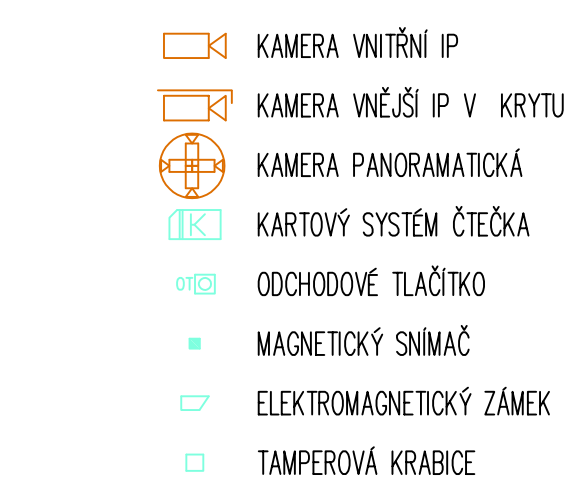 KAMERA VNITŘNÍ IP
KAMERA VNĚJŠÍ IP V KRYTU
KAMERA PANORAMATICKÁ
K KARTOVÝ SYSTÉM ČTEČKA
OT ODCHODOVÉ TLAČÍTKO
MAGNETICKÝ SNÍMAČ
ELEKTROMAGNETICKÝ ZÁMEK
TAMPEROVÁ KRABICE